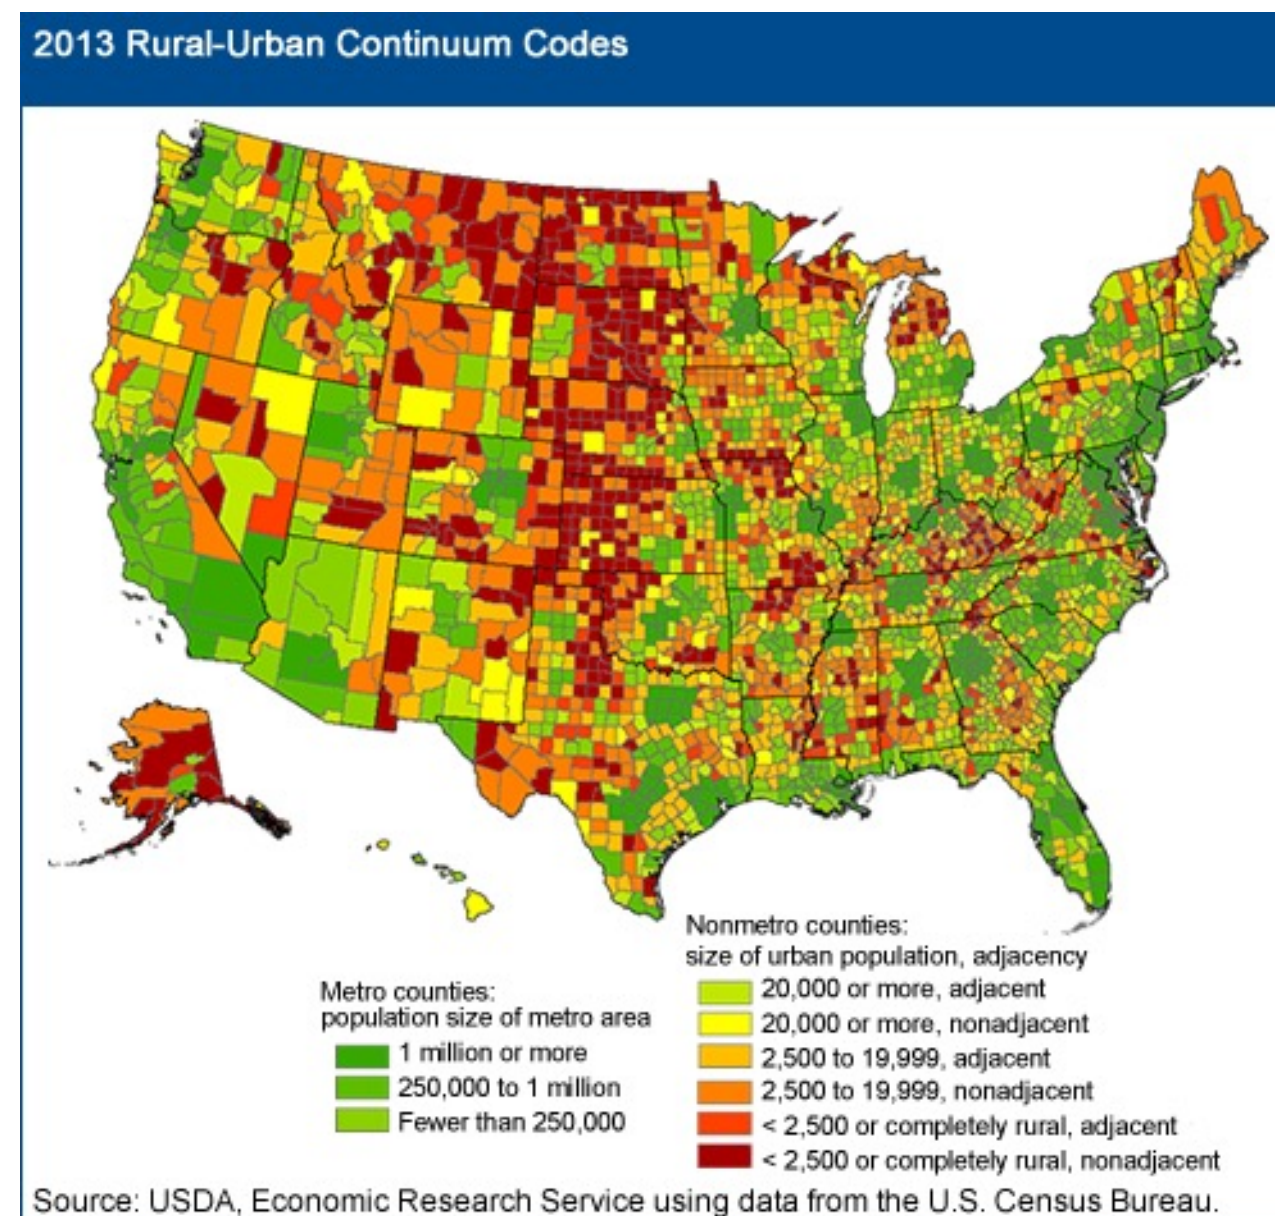 2013 Rural-Urban Continuum Codes
Nonmetro counties:
size of urban population, adjacency
20,000 or more, adjacent
20,000 or more, nonadjacent
2,500 to 19,999, adjacent
2,500 to 19,999, nonadjacent
< 2,500 or completely rural, adjacent
< 2,500 or completely rural, nonadjacent
Metro counties:
population size of metro area
1 million or more
250,000 to 1 million
Fewer than 250,000
Source: USDA, Economic Research Service using data from the U.S. Census Bureau.